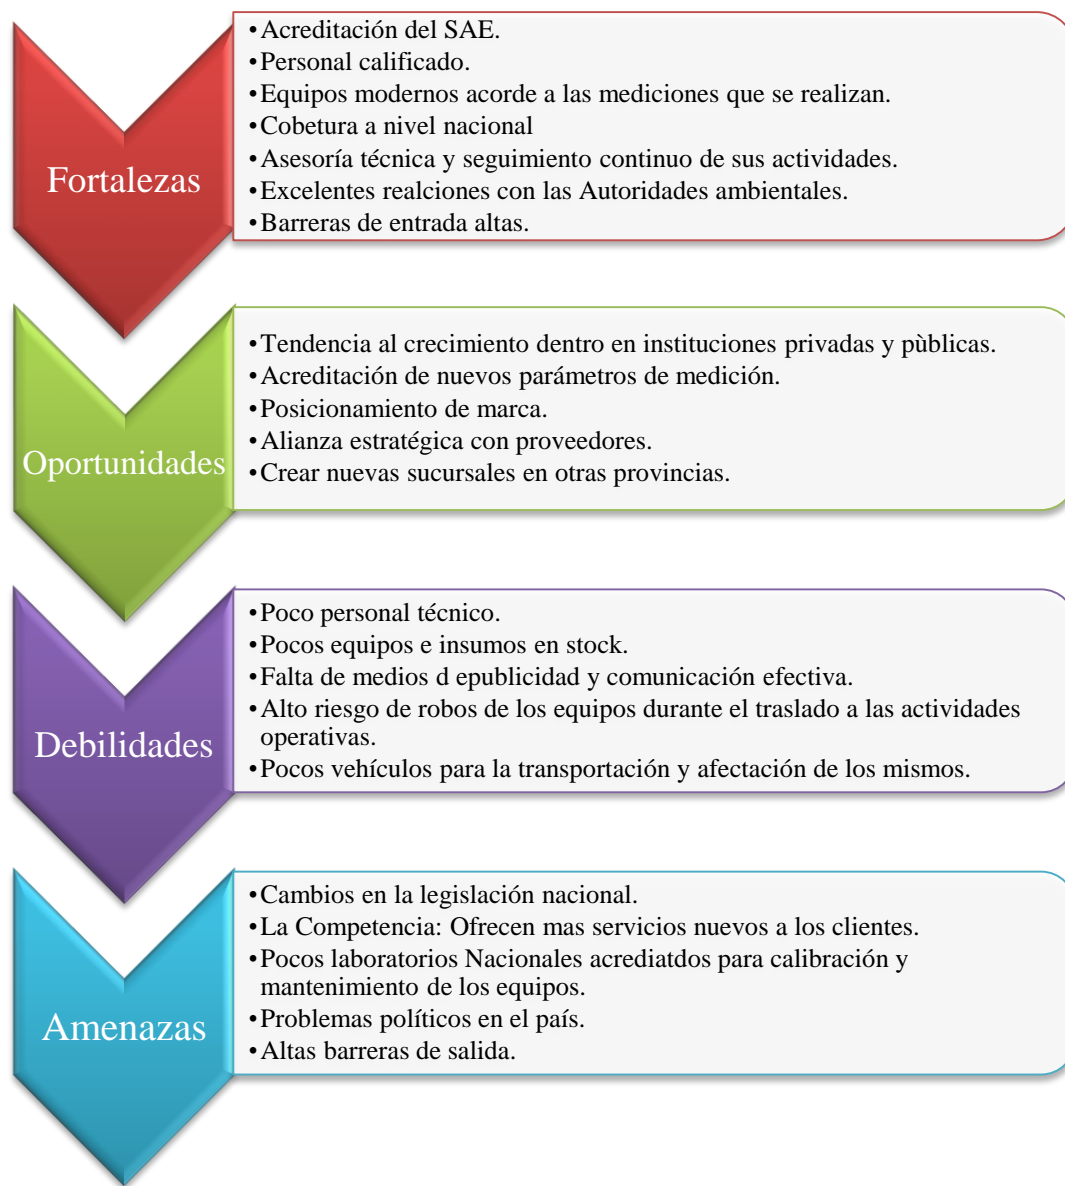 Fortalezas
•Acreditación del SAE.
•Personal calificado.
•Equipos modernos acorde a las mediciones que se realizan.
•Cobetura a nivel nacional
•Asesoría técnica y seguimiento continuo de sus actividades.
•Excelentes realciones con las Autoridades ambientales.
•Barreras de entrada altas.
Oportunidades
•Tendencia al crecimiento dentro en instituciones privadas y pùblicas.
•Acreditación de nuevos parámetros de medición.
•Posicionamiento de marca.
•Alianza estratégica con proveedores.
•Crear nuevas sucursales en otras provincias.
Debilidades
•Poco personal técnico.
•Pocos equipos e insumos en stock.
•Falta de medios d epublicidad y comunicación efectiva.
•Alto riesgo de robos de los equipos durante el traslado a las actividades
operativas.
•Pocos vehículos para la transportación y afectación de los mismos.
Amenazas
•Cambios en la legislación nacional.
•La Competencia: Ofrecen mas servicios nuevos a los clientes.
•Pocos laboratorios Nacionales acrediatdos para calibración y
mantenimiento de los equipos.
•Problemas políticos en el país.
•Altas barreras de salida.